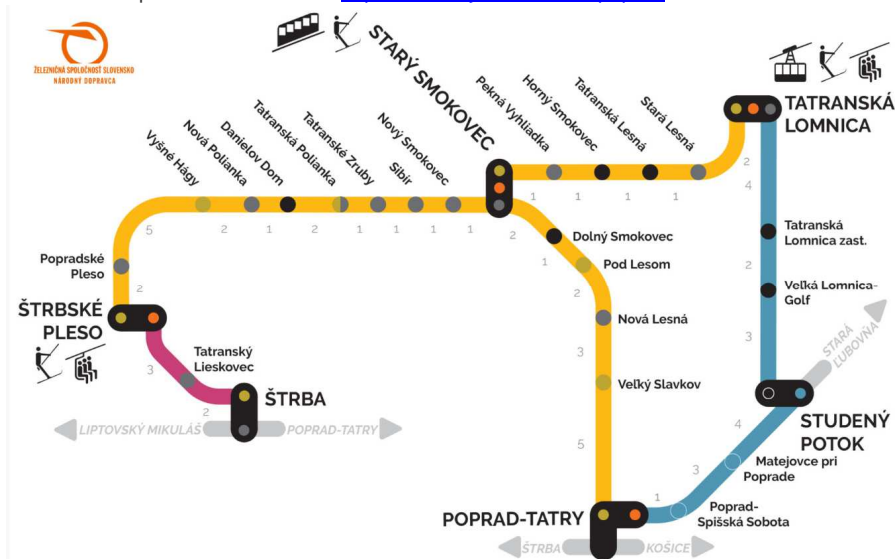 ŽELEZNIČNÁ SPOLOČNOSŤ SLOVENSKO
NÁRODNÝ DOPRAVCA
STARÝ SMOKOVEC
Vyšné Hágy
Nová Polianka
Danielov Dom
Tatranská Polianka
Tatranské Zruby
Sibír
Nový Smokovec
Pekná Vyhliadka
Horný Smokovec
Tatranská Lesná
Stará Lesná
TATRANSKÁ
LOMNICA
5
2
1
2
1
1
1
1
1
1
1
1
2
4
Popradské
Pleso
2
ŠTRBSKÉ
PLESO
3
Tatranský
Lieskovec
2
ŠTRBA
LIPTOVSKÝ MIKULÁŠ
POPRAD-TATRY
2
Dolný Smokovec
1
Pod Lesom
2
Nová Lesná
3
Veľký Slavkov
5
POPRAD-TATRY
ŠTRBA
KOŠICE
Tatranská
Lomnica zast.
2
Veľká Lomnica-
Golf
3
STARÁ
ĽUBOVŇA
STUDENÝ
POTOK
4
Matejovce pri
Poprade
3
1
Poprad-
Spišská Sobota